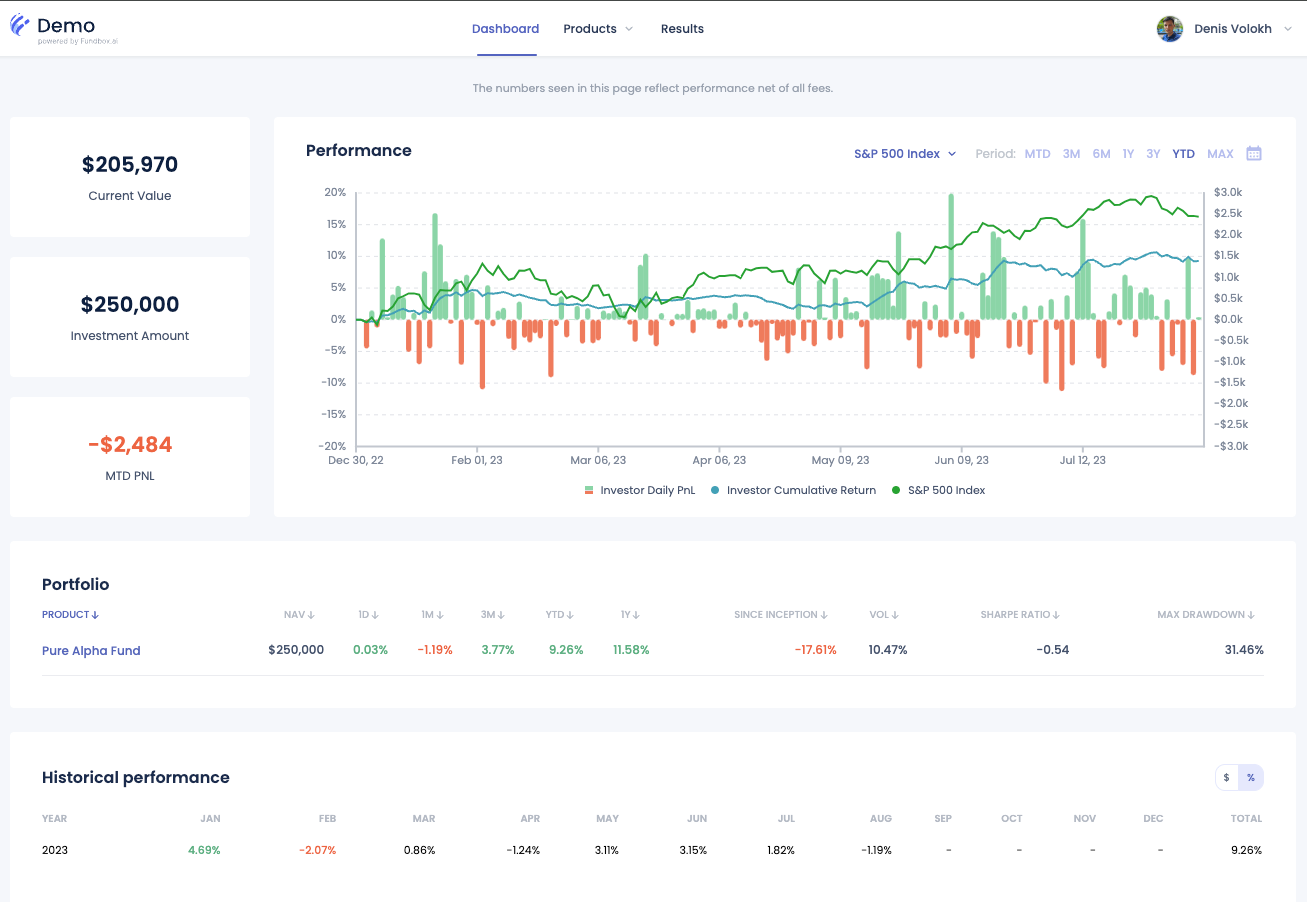 Demo
powered by Fundbox.ai
Dashboard Products Results
Denis Volokh
The numbers seen in this page reflect performance net of all fees.
$205,970
Current Value
$250,000
Investment Amount
-$2,484
MTD PNL
Performance
S&P 500 Index Period: MTD 3M 6M 1Y 3Y YTD MAX
20% $3.0k
$2.5k
15%
$2.0k
10% $1.5k
$1.0k
5%
$0.5k
0% $0.0k
-$0.5k
-5%
-$1.0k
-10% -$1.5k
-$2.0k
-15%
-$2.5k
-20% -$3.0k
Dec 30, 22 Feb 01, 23 Mar 06, 23 Apr 06, 23 May 09, 23 Jun 09, 23 Jul 12, 23
Investor Daily PnL Investor Cumulative Return S&P 500 Index
Portfolio
PRODUCT↓ NAV↓ 1D↓ 1M↓ 3M↓ YTD↓ 1Y↓ SINCE INCEPTION↓ VOL↓ SHARPE RATIO↓ MAX DRAWDOWN↓
Pure Alpha Fund $250,000 0.03% -1.19% 3.77% 9.26% 11.58% -17.61% 10.47% -0.54 31.46%
Historical performance
$ %
YEAR JAN FEB MAR APR MAY JUN JUL AUG SEP OCT NOV DEC TOTAL
2023 4.69% -2.07% 0.86% -1.24% 3.11% 3.15% 1.82% -1.19% - - - - 9.26%